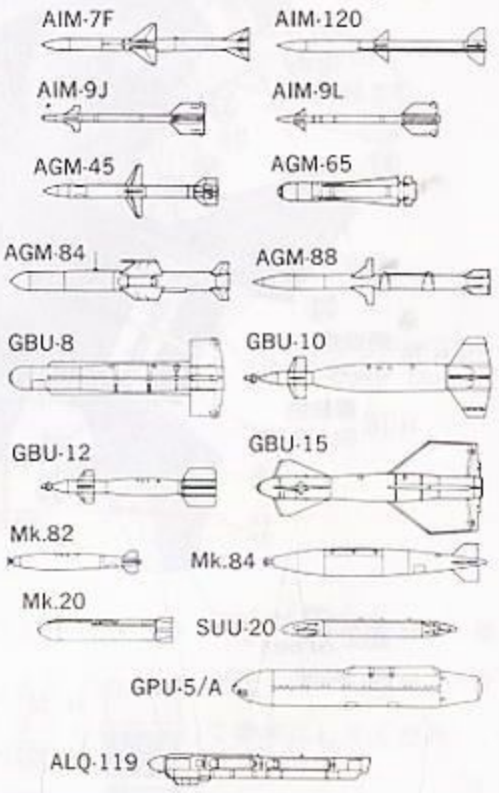 AIM-7F
AIM-120
AIM-9J
AIM-9L
AGM-45
AGM-65
AGM-84
AGM-88
GBU-8
GBU-10
GBU-12
GBU-15
Mk.82
Mk.84
Mk.20
SUU-20
GPU-5/A
ALQ-119